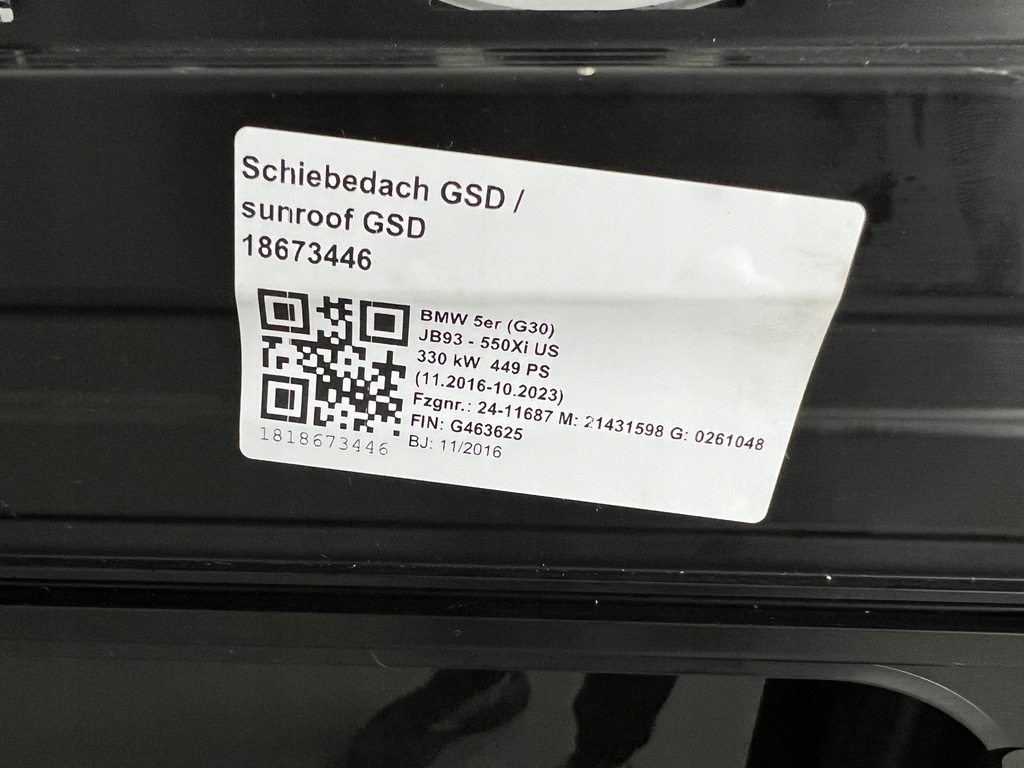 Schiebedach GSD /
sunroof GSD
18673446
BMW 5er (G30)
JB93 - 550Xi US
330 kW 449 PS
(11.2016-10.2023)
Fzgnr.: 24-11687 M: 21431598 G: 0261048
FIN: G463625
BJ: 11/2016
1818673446